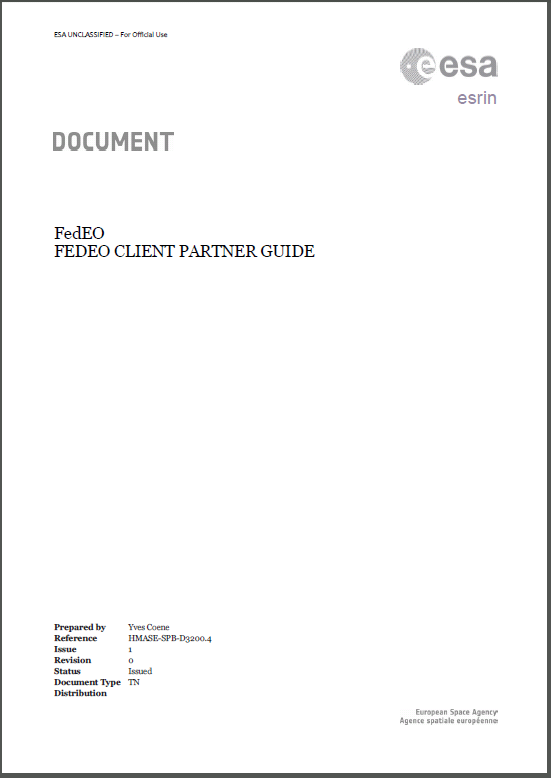 ESA UNCLASSIFIED – For Official Use
esa
esrin
DOCUMENT
FedEO
FEDEO CLIENT PARTNER GUIDE
Prepared by Yves Coene
Reference HMASE-SPB-D3200.4
Issue 1
Revision 0
Status Issued
Document Type TN
Distribution
European Space Agency
Agence spatiale européenne